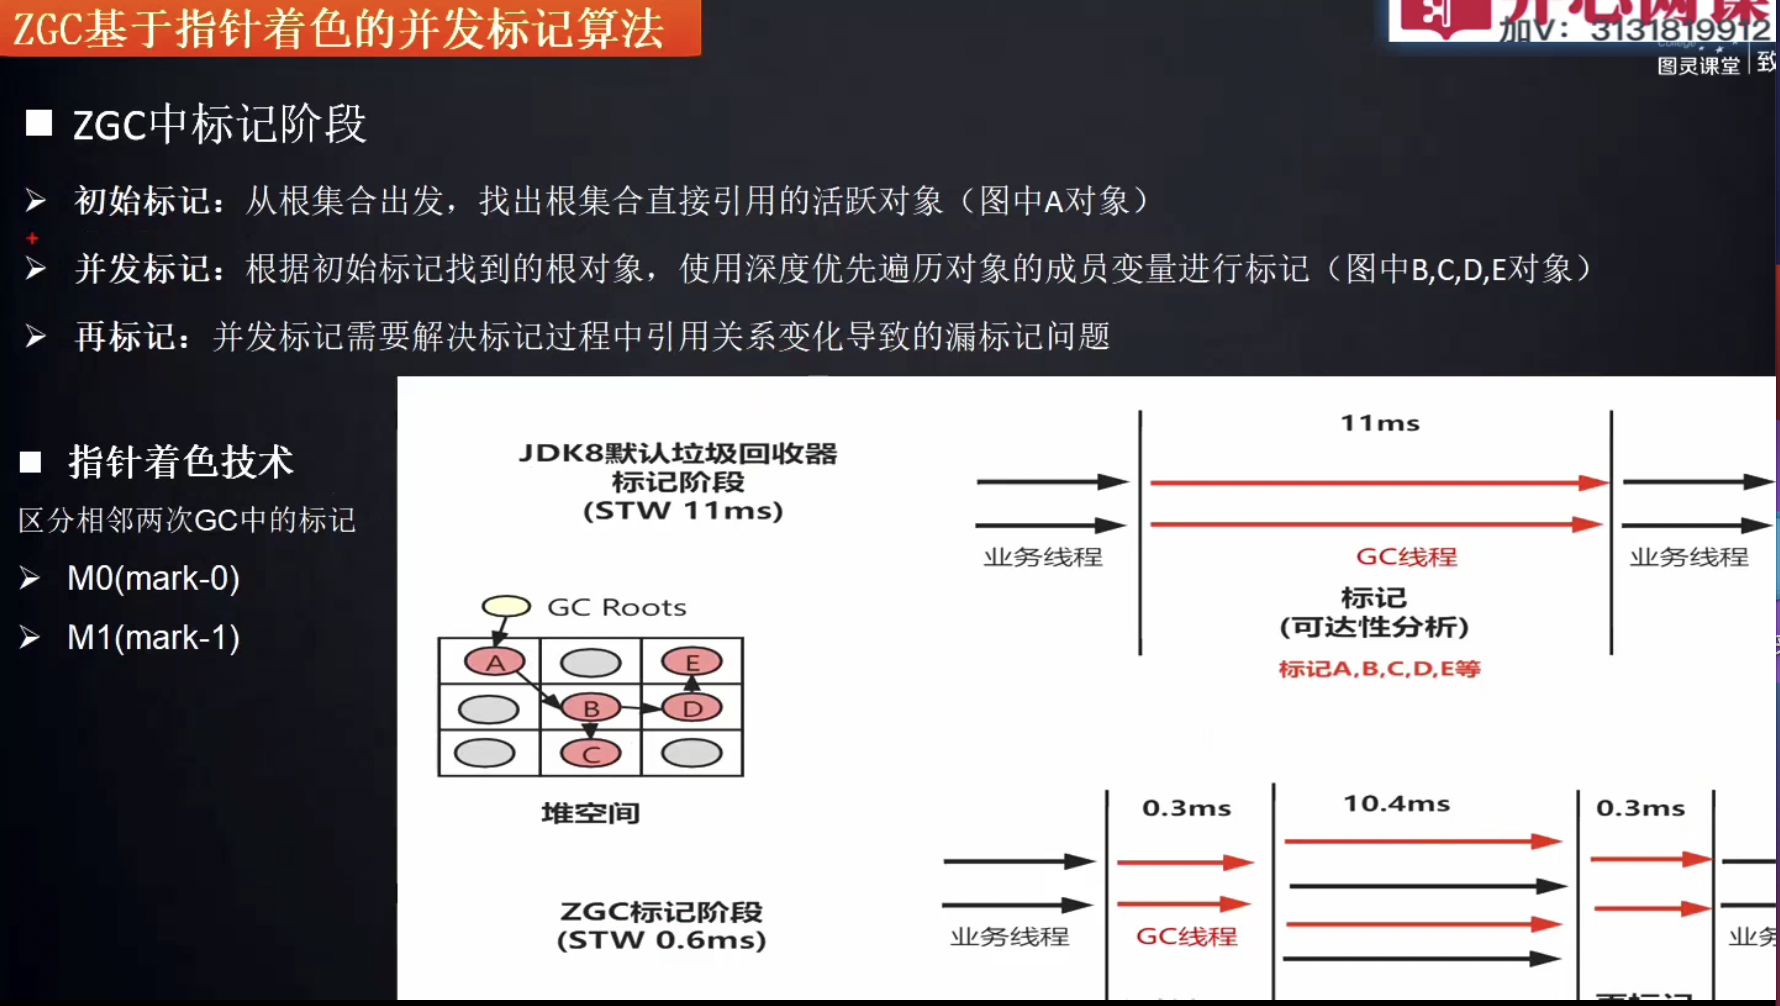 ZGC基于指针着色的并发标记算法
开心网课
加V：3131819912
图灵课堂
致
ZGC中标记阶段
初始标记：从根集合出发，找出根集合直接引用的活跃对象（图中A对象）
并发标记：根据初始标记找到的根对象，使用深度优先遍历对象的成员变量进行标记（图中B,C,D,E对象）
再标记：并发标记需要解决标记过程中引用关系变化导致的漏标记问题
指针着色技术
区分相邻两次GC中的标记
M0(mark-0)
M1(mark-1)
JDK8默认垃圾回收器
标记阶段
(STW 11ms)
11ms
业务线程
GC线程
业务线程
标记
(可达性分析)
标记A,B,C,D,E等
GC Roots
A
E
B
D
C
堆空间
ZGC标记阶段
(STW 0.6ms)
0.3ms
10.4ms
0.3ms
业务线程
GC线程
业务